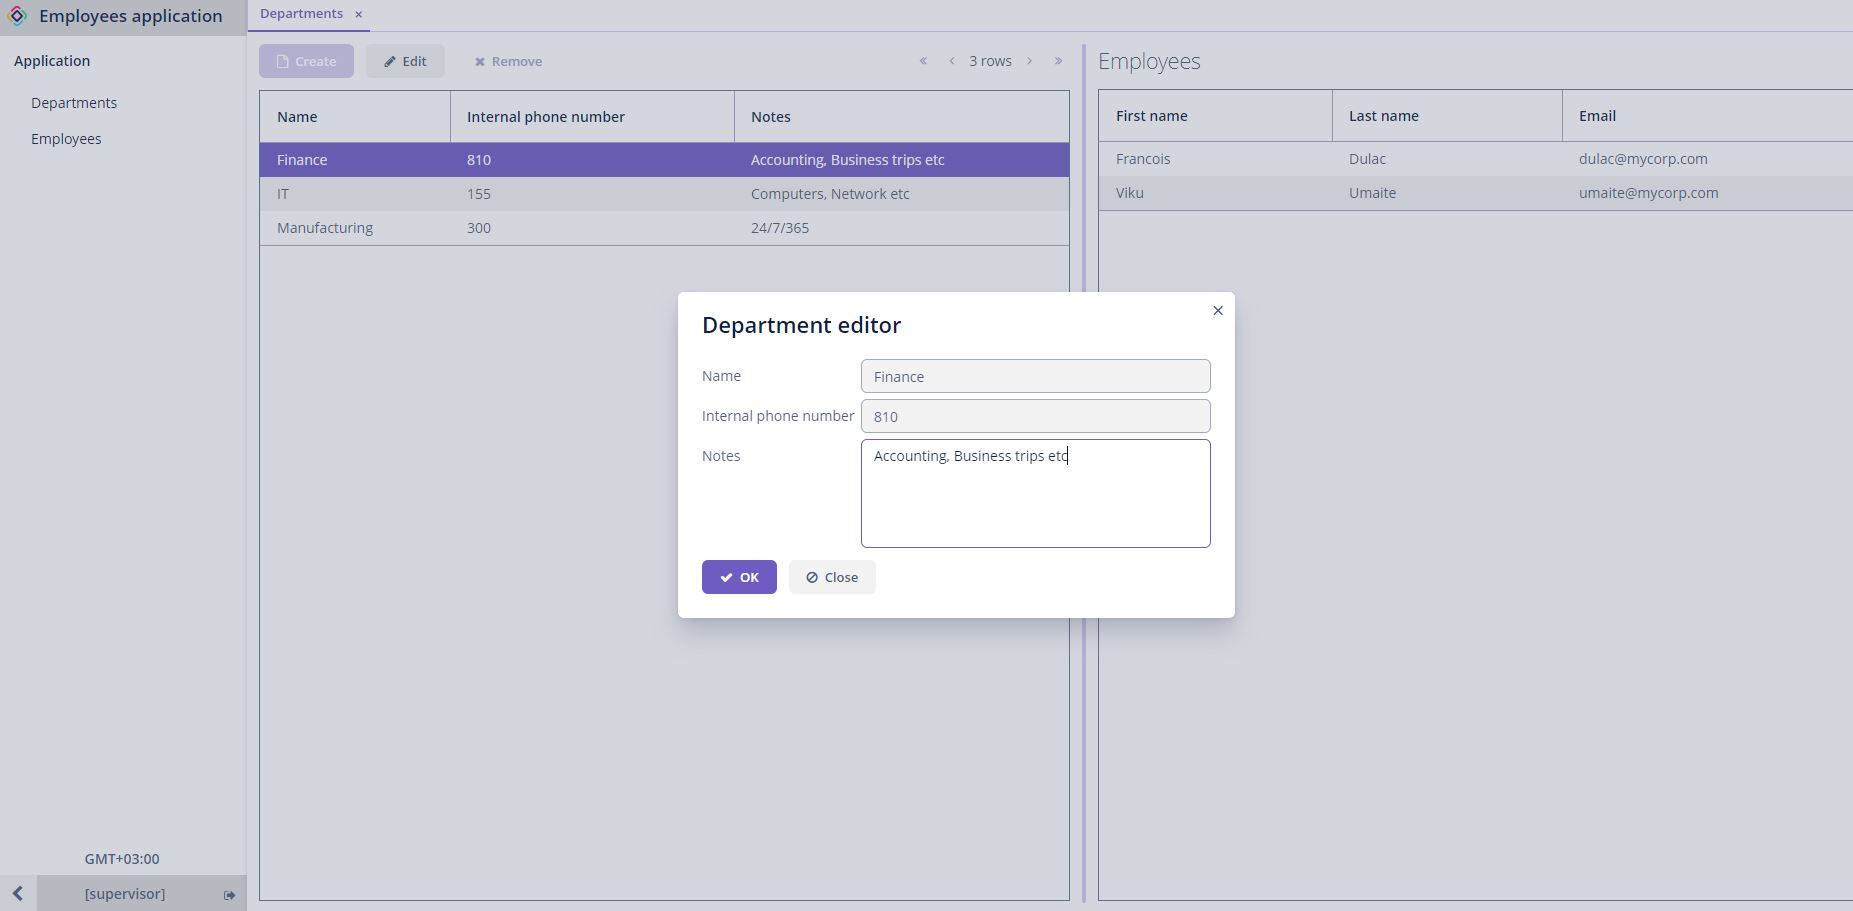 Employees application
Departments ×
Application
Departments
Employees
Create Edit Remove « ‹ 3 rows › »
Name Internal phone number Notes
Finance 810 Accounting, Business trips etc
IT 155 Computers, Network etc
Manufacturing 300 24/7/365
Employees
First name Last name Email
Francois Dulac dulac@mycorp.com
Viku Umaite umaite@mycorp.com
Department editor
Name Finance
Internal phone number 810
Notes Accounting, Business trips etc
OK Close
GMT+03:00
[supervisor]